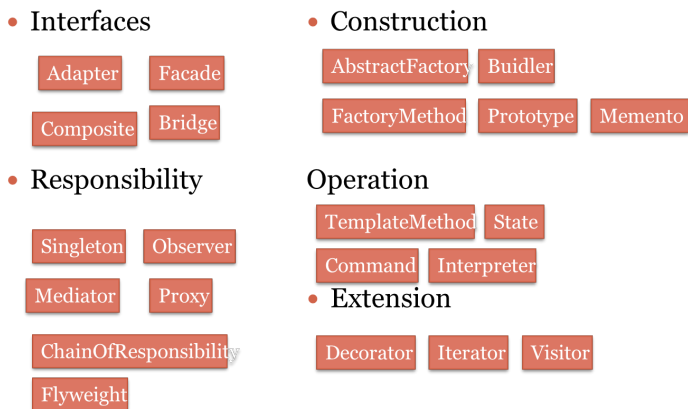 • Interfaces
Adapter Facade
Composite Bridge
• Construction
AbstractFactory Buidler
FactoryMethod Prototype Memento
• Responsibility
Singleton Observer
Mediator Proxy
ChainOfResponsibility
Flyweight
Operation
TemplateMethod State
Command Interpreter
• Extension
Decorator Iterator Visitor